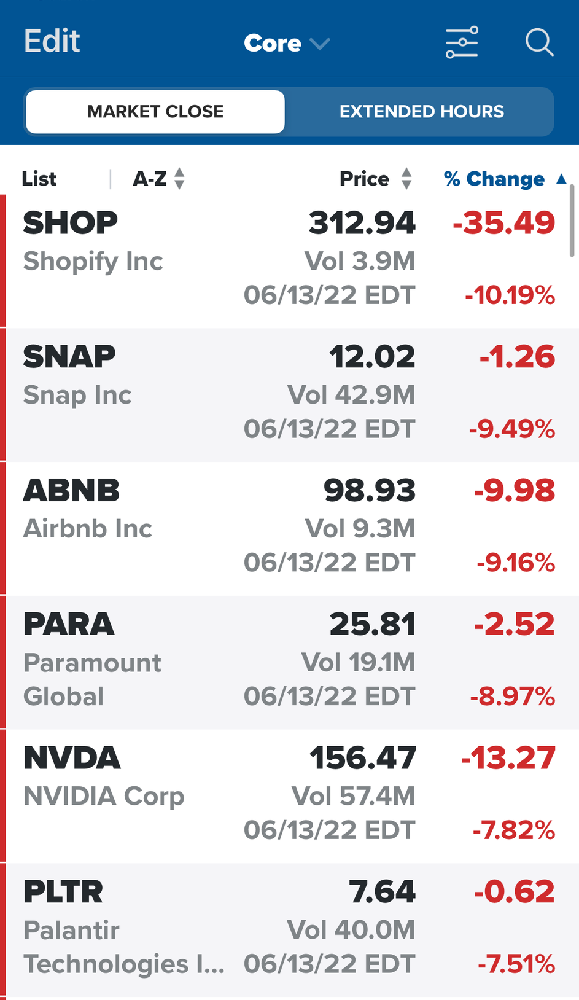 Edit Core
MARKET CLOSE EXTENDED HOURS
List A-Z Price % Change
SHOP 312.94 -35.49
Shopify Inc Vol 3.9M
06/13/22 EDT -10.19%
SNAP 12.02 -1.26
Snap Inc Vol 42.9M
06/13/22 EDT -9.49%
ABNB 98.93 -9.98
Airbnb Inc Vol 9.3M
06/13/22 EDT -9.16%
PARA 25.81 -2.52
Paramount Vol 19.1M
Global 06/13/22 EDT -8.97%
NVDA 156.47 -13.27
NVIDIA Corp Vol 57.4M
06/13/22 EDT -7.82%
PLTR 7.64 -0.62
Palantir Vol 40.0M
Technologies I... 06/13/22 EDT -7.51%